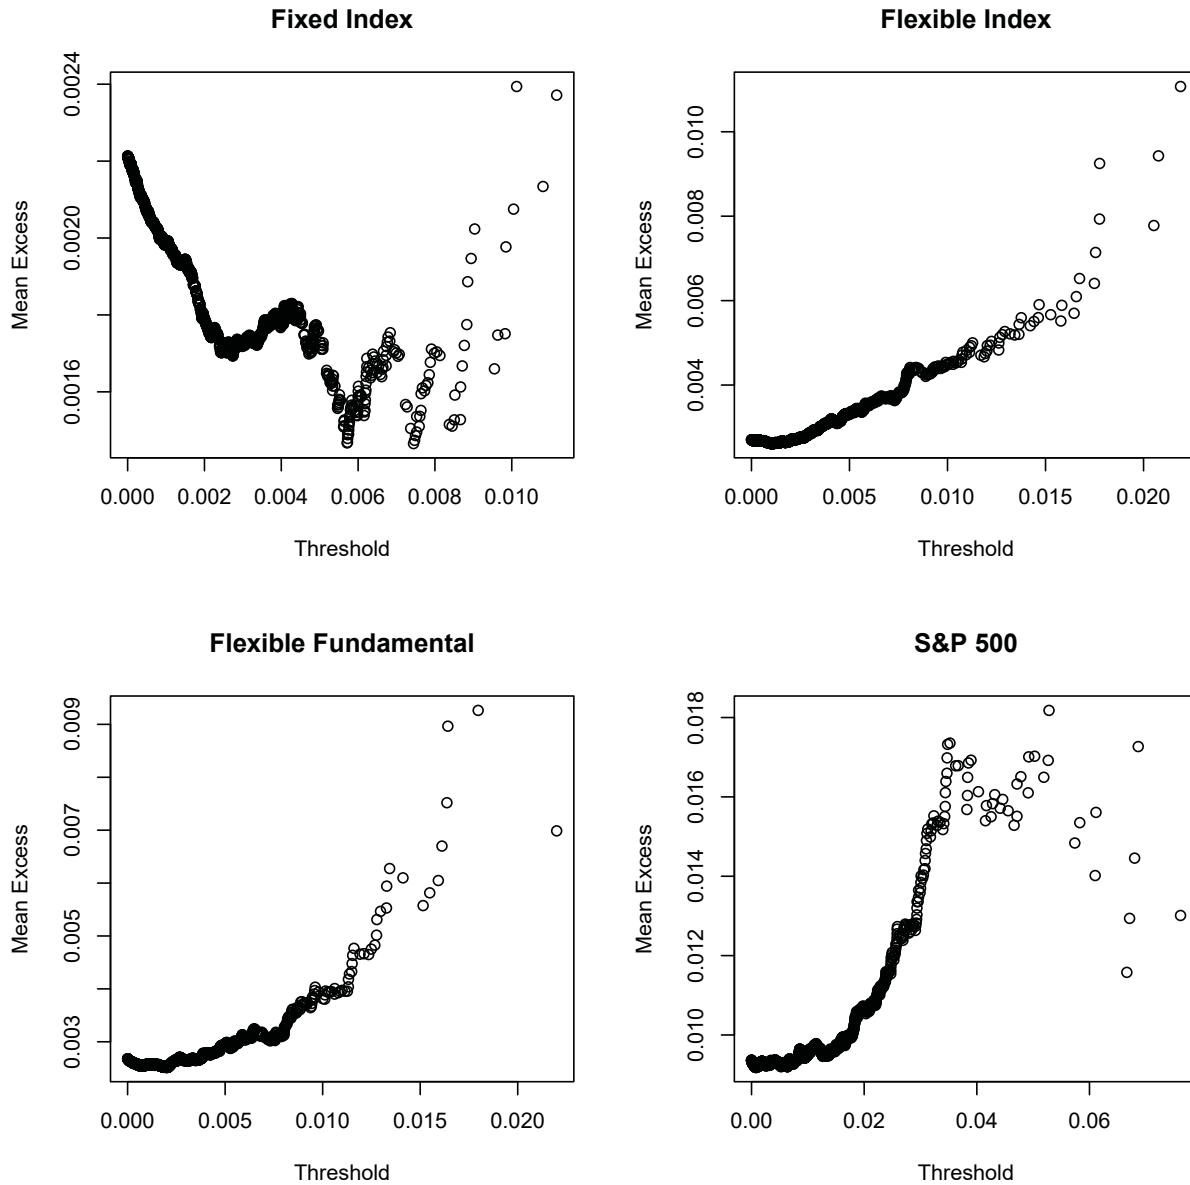 Fixed Index
Mean Excess
0.0016
0.0020
0.0024
0.000 0.002 0.004 0.006 0.008 0.010
Threshold
Flexible Index
Mean Excess
0.004
0.006
0.008
0.010
0.000 0.005 0.010 0.015 0.020
Threshold
Flexible Fundamental
Mean Excess
0.003
0.005
0.007
0.009
0.000 0.005 0.010 0.015 0.020
Threshold
S&P 500
Mean Excess
0.010
0.012
0.014
0.016
0.018
0.00 0.02 0.04 0.06
Threshold